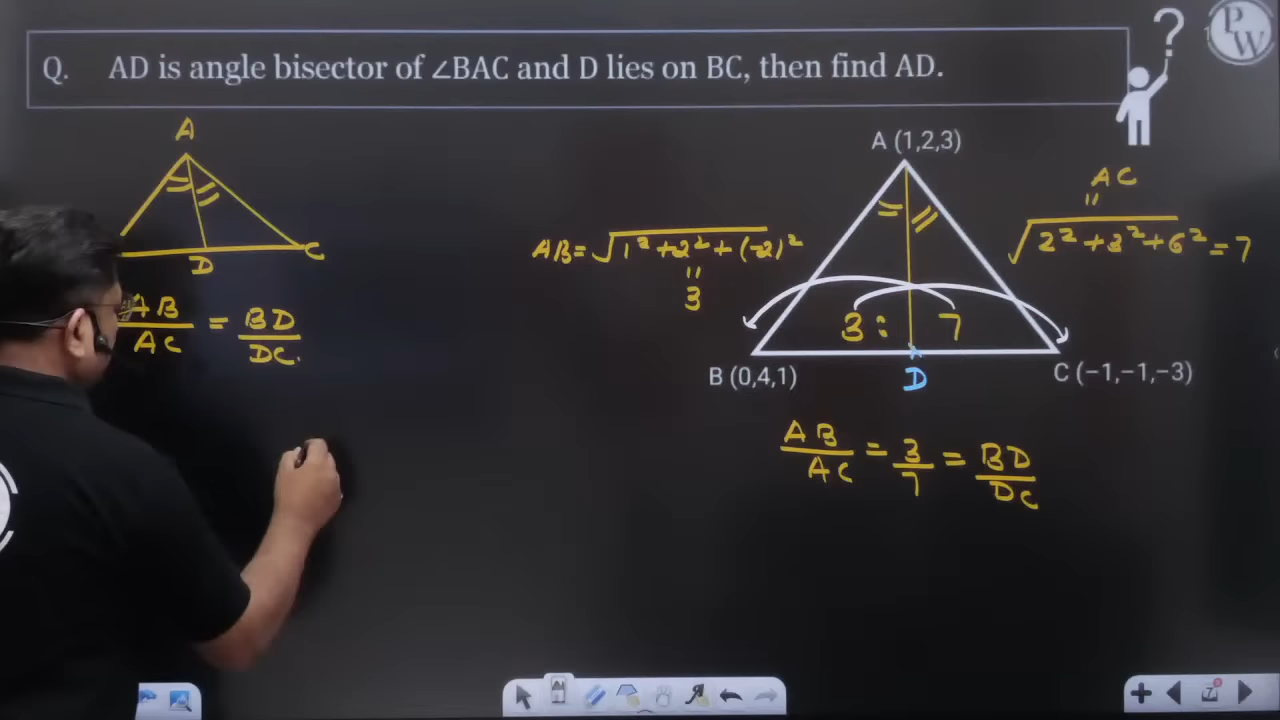 Q. AD is angle bisector of ∠BAC and D lies on BC, then find AD.
?
PW
A
D
C
AB/AC = BD/DC.
A (1,2,3)
AC
"
√2² + 3² + 6² = 7
AB = √1² + 2² + (-2)²
"
3
3 : 7
B (0,4,1)
D
C (−1,−1,−3)
AB/AC = 3/7 = BD/DC